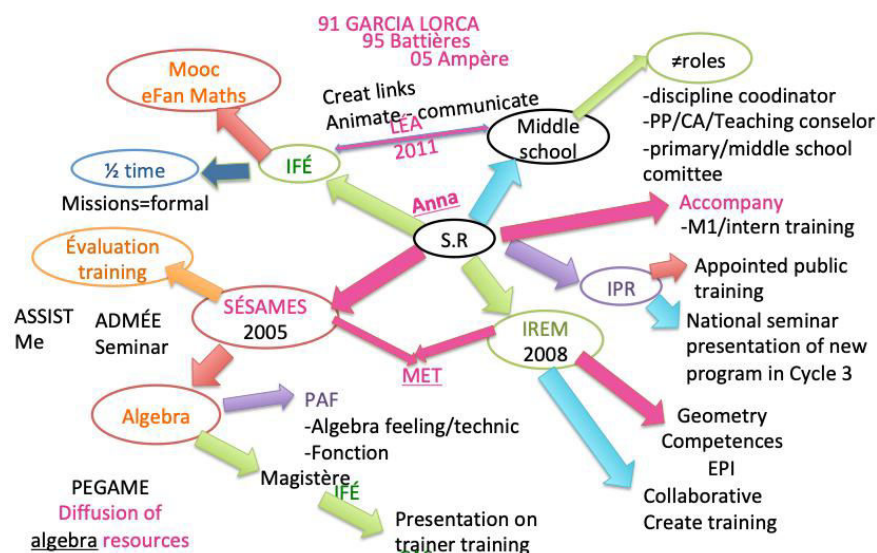 91 GARCIA LORCA
95 Battières
05 Ampère
Mooc
eFan Maths
Creat links
Animate - communicate
LÉA
2011
Middle
school
≠roles
-discipline coodinator
-PP/CA/Teaching conselor
-primary/middle school
comittee
½ time
Missions=formal
IFÉ
Anna
S.R
Accompany
-M1/intern training
IPR
Appointed public
training
National seminar
presentation of new
program in Cycle 3
Évaluation
training
SÉSAMES
2005
ASSIST
Me
ADMÉE
Seminar
IREM
2008
MET
Algebra
PAF
-Algebra feeling/technic
-Fonction
Magistère
IFÉ
Geometry
Competences
EPI
Collaborative
Create training
PEGAME
Diffusion of
algebra resources
Presentation on
trainer training